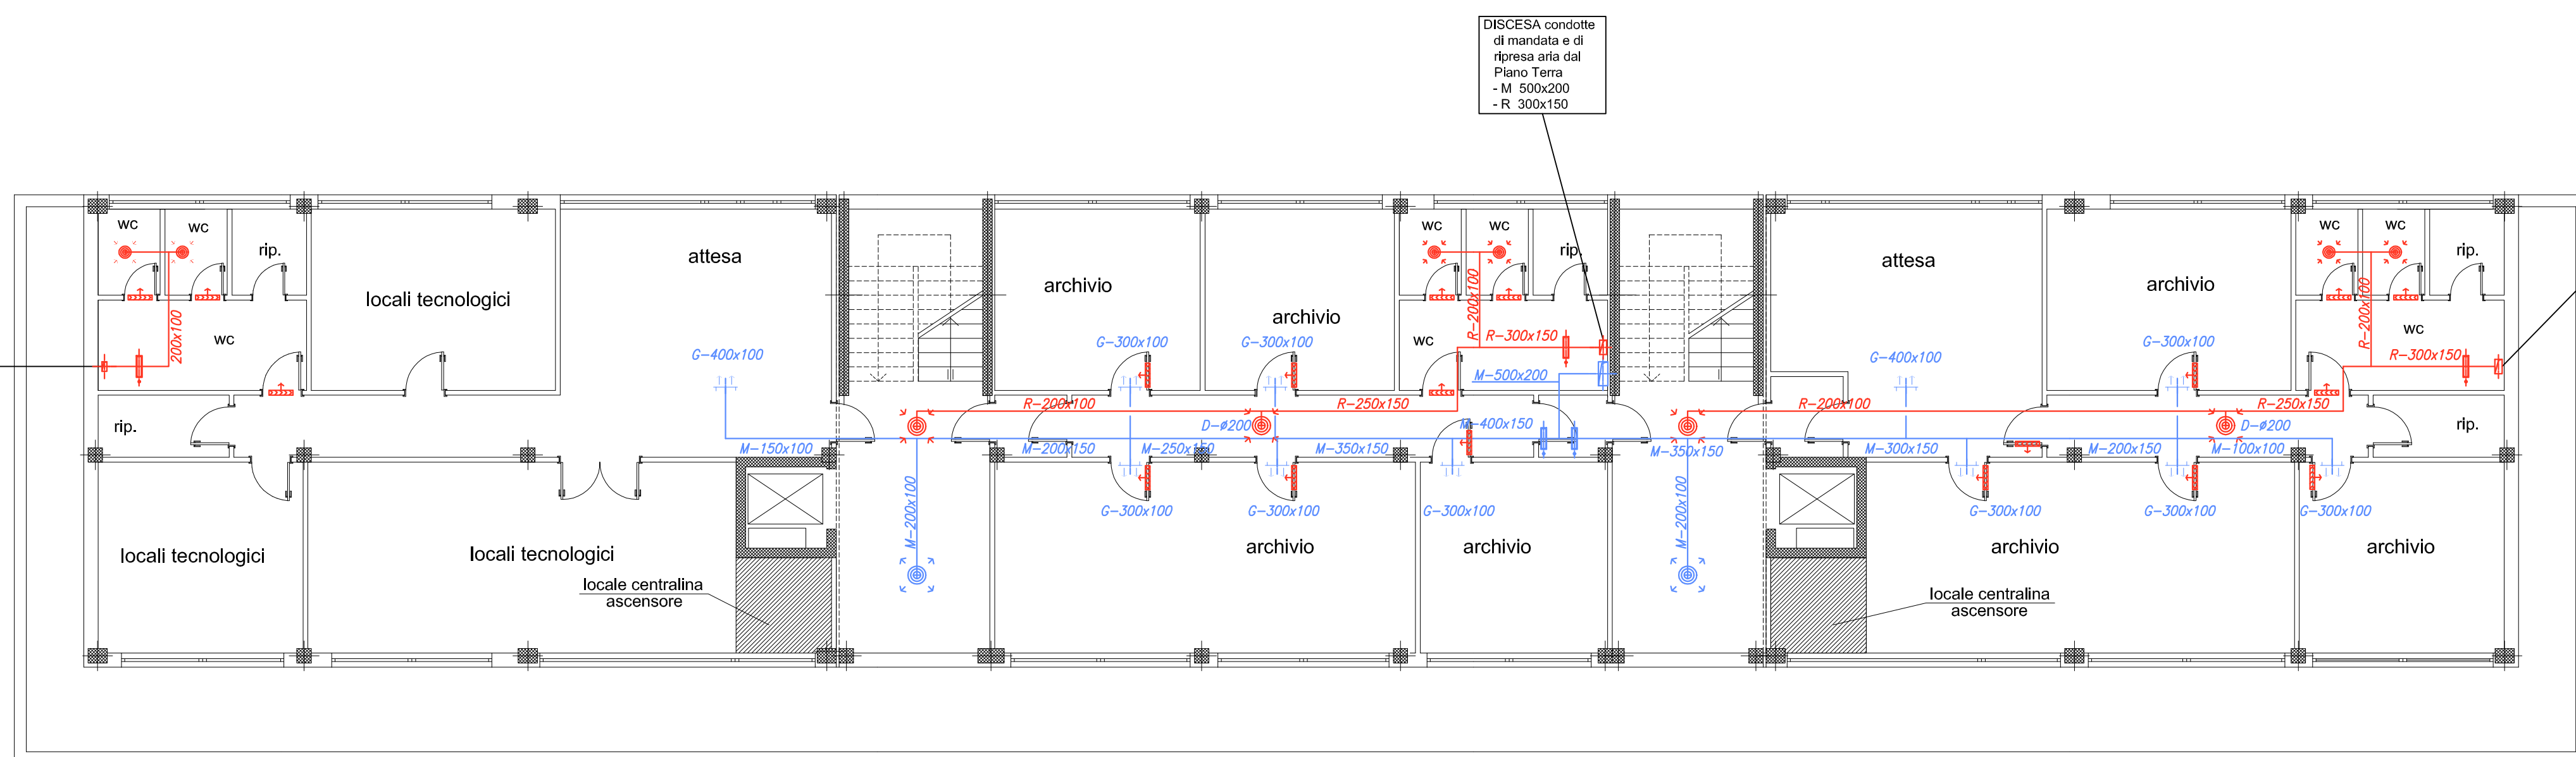 DISCESA condotte
di mandata e di
ripresa aria dal
Piano Terra
- M 500x200
- R 300x150
wc
wc
rip.
locali tecnologici
attesa
archivio
archivio
wc
wc
rip.
attesa
archivio
wc
wc
rip.
200x100
wc
G-400x100
G-300x100
G-300x100
wc
R-200x100
R-300x150
M-500x200
G-400x100
G-300x100
R-200x100
wc
R-300x150
rip.
R-200x100
D-ø200
R-250x150
M-400x150
R-200x100
D-ø200
R-250x150
rip.
M-150x100
M-200x150
M-250x150
M-350x150
M-350x150
M-300x150
M-200x150
M-100x100
M-200x100
G-300x100
G-300x100
G-300x100
M-200x100
G-300x100
G-300x100
G-300x100
locali tecnologici
locali tecnologici
archivio
archivio
archivio
archivio
locale centralina
ascensore
locale centralina
ascensore